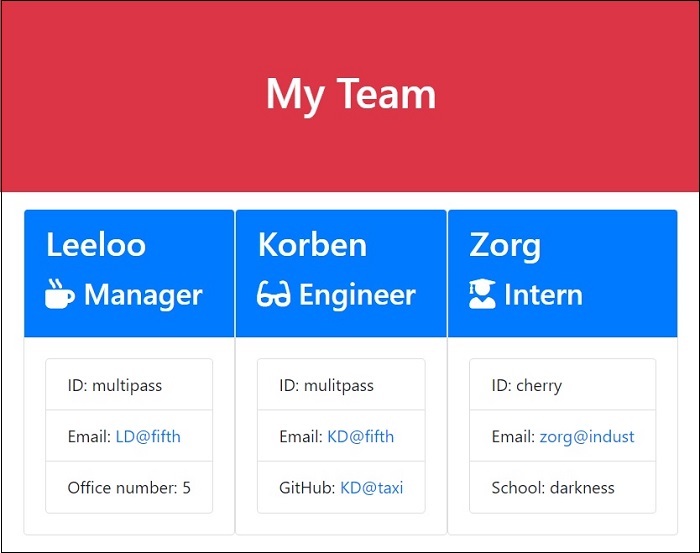 My Team
Leeloo
Manager
ID: multipass
Email: LD@fifth
Office number: 5
Korben
Engineer
ID: mulitpass
Email: KD@fifth
GitHub: KD@taxi
Zorg
Intern
ID: cherry
Email: zorg@indust
School: darkness